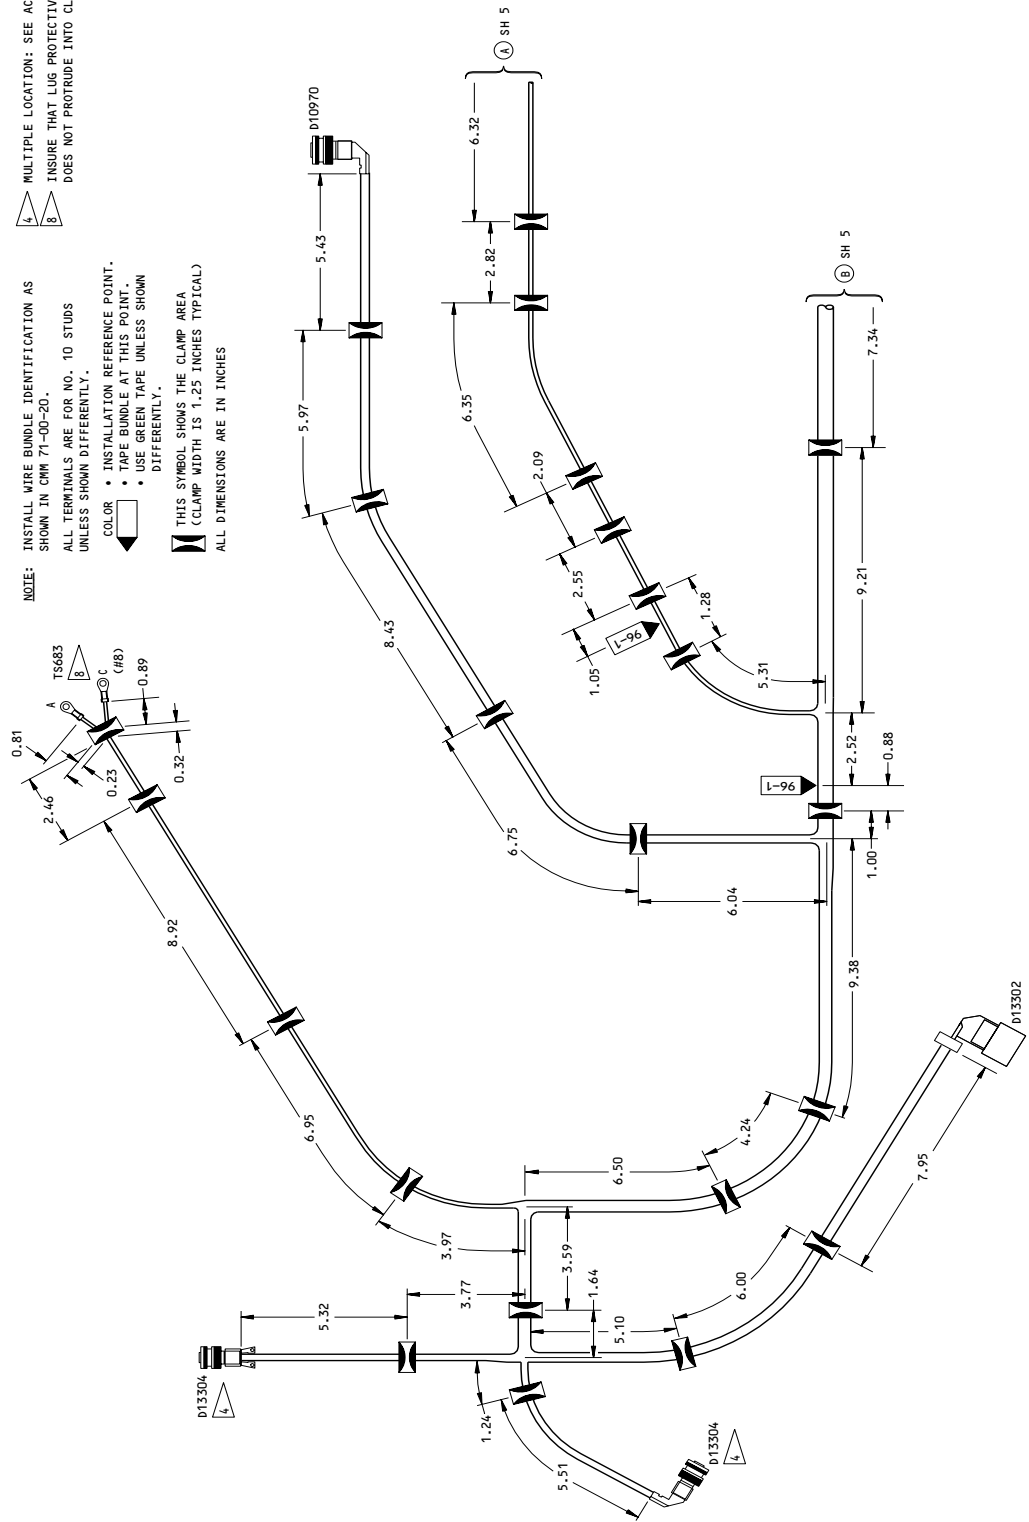 4 MULTIPLE LOCATION: SEE AC
8 INSURE THAT LUG PROTECTIV
DOES NOT PROTRUDE INTO CL
NOTE: INSTALL WIRE BUNDLE IDENTIFICATION AS
SHOWN IN CMM 71-00-20.
ALL TERMINALS ARE FOR NO. 10 STUDS
UNLESS SHOWN DIFFERENTLY.
COLOR • INSTALLATION REFERENCE POINT.
• TAPE BUNDLE AT THIS POINT.
• USE GREEN TAPE UNLESS SHOWN
DIFFERENTLY.
THIS SYMBOL SHOWS THE CLAMP AREA
(CLAMP WIDTH IS 1.25 INCHES TYPICAL)
ALL DIMENSIONS ARE IN INCHES
D10970
5.43
5.97
8.43
6.75
6.04
A SH 5
6.32
2.82
6.35
2.09
2.55
1.05
96-1
1.28
5.31
B SH 5
7.34
9.21
2.52
0.88
96-1
1.00
9.38
TS683
8
A
C
(#8)
0.89
0.81
0.32
0.23
2.46
8.92
6.95
3.97
6.50
4.24
3.59
1.64
3.77
5.32
D13304
4
1.24
5.51
D13304
4
5.10
6.00
7.95
D13302